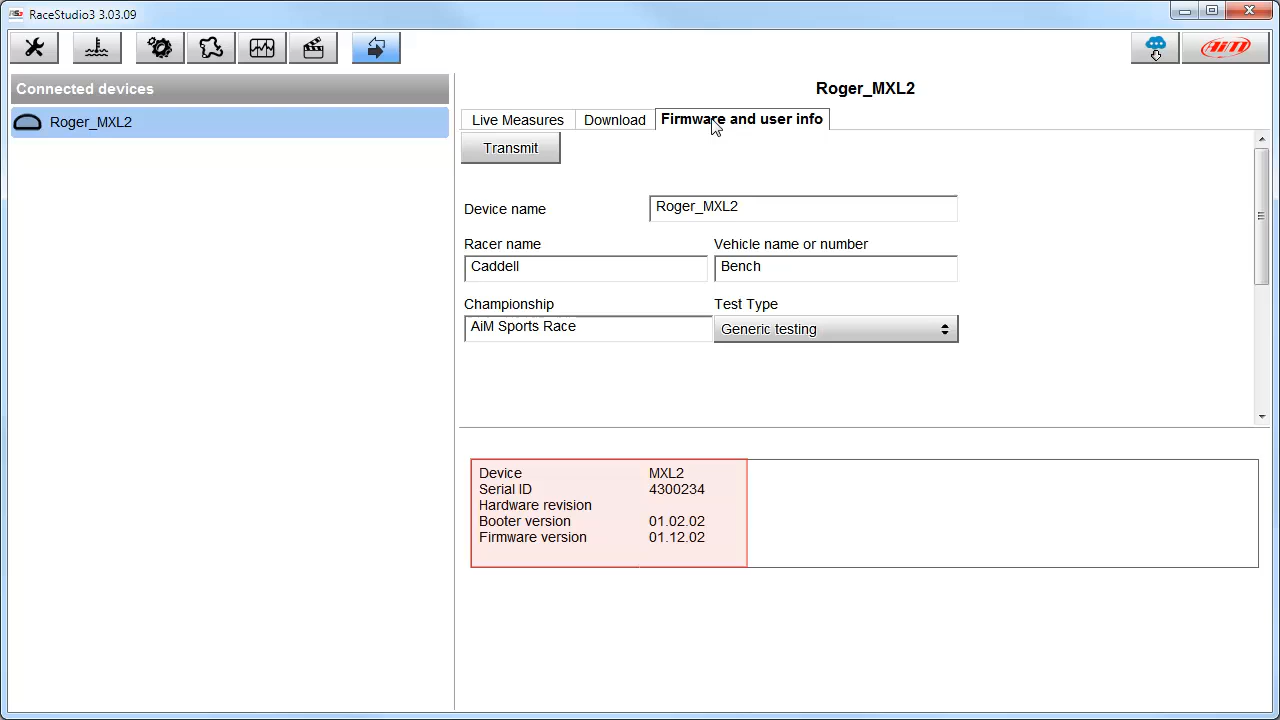 RaceStudio3 3.03.09
AiM
Connected devices
Roger_MXL2
Roger_MXL2
Live Measures
Download
Firmware and user info
Transmit
Device name
Roger_MXL2
Racer name
Vehicle name or number
Caddell
Bench
Championship
Test Type
AiM Sports Race
Generic testing
Device MXL2
Serial ID 4300234
Hardware revision
Booter version 01.02.02
Firmware version 01.12.02